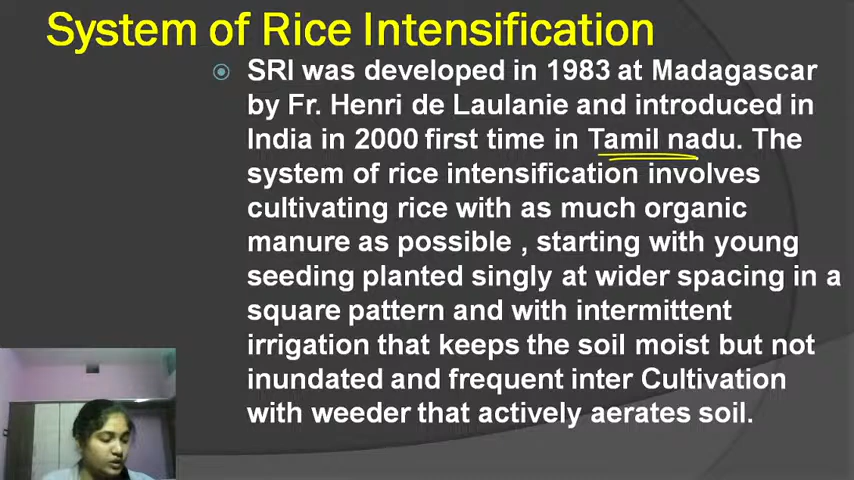 System of Rice Intensification
SRI was developed in 1983 at Madagascar
by Fr. Henri de Laulanie and introduced in
India in 2000 first time in Tamil nadu. The
system of rice intensification involves
cultivating rice with as much organic
manure as possible , starting with young
seeding planted singly at wider spacing in a
square pattern and with intermittent
irrigation that keeps the soil moist but not
inundated and frequent inter Cultivation
with weeder that actively aerates soil.